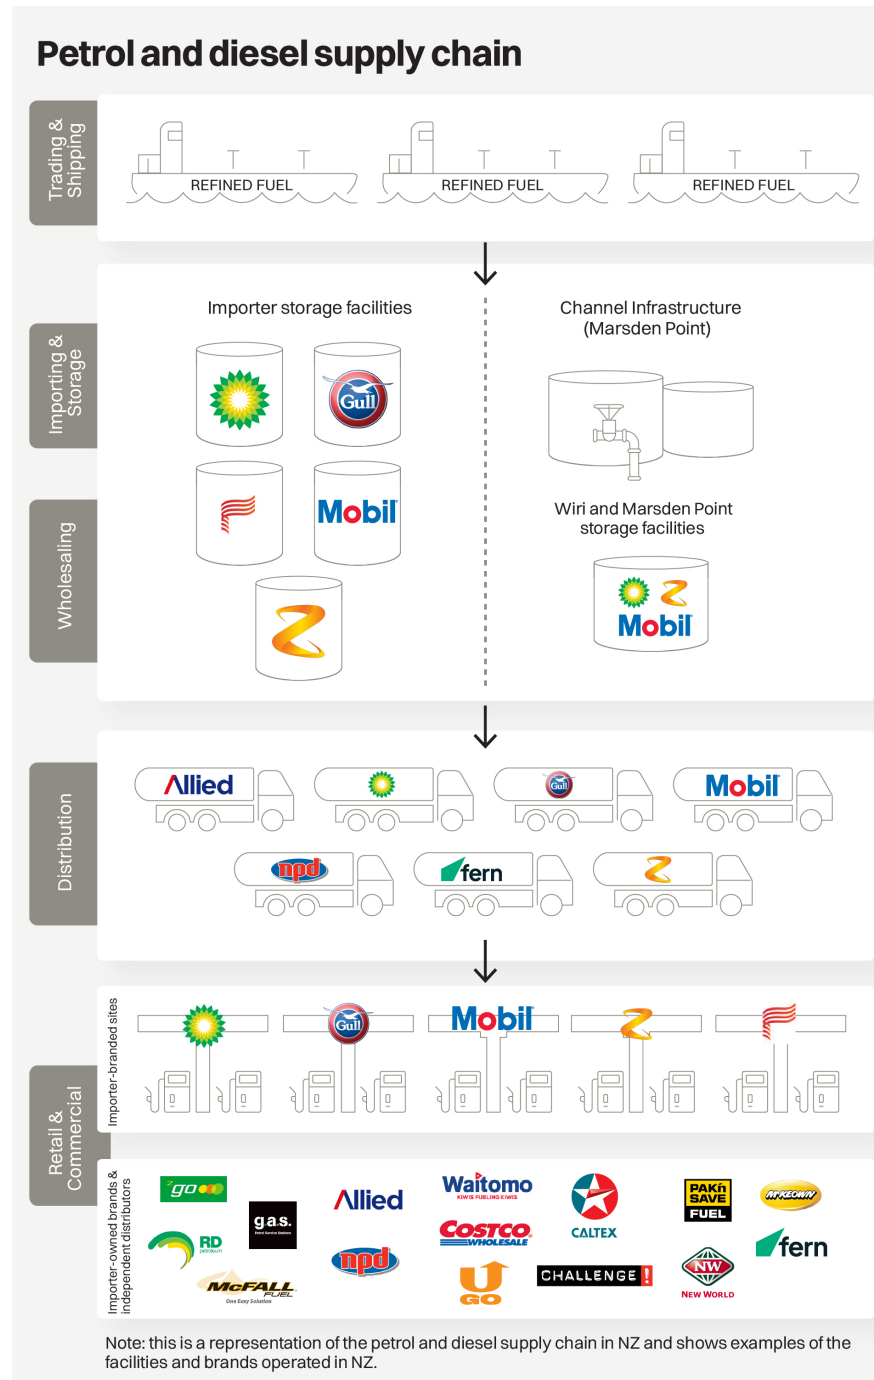 Petrol and diesel supply chain
Trading &
Shipping
REFINED FUEL
REFINED FUEL
REFINED FUEL
Importing &
Storage
Wholesaling
Importer storage facilities
Gull
Mobil
Channel Infrastructure
(Marsden Point)
Wiri and Marsden Point
storage facilities
Mobil
Distribution
Allied
Gull
Mobil
npd
fern
Retail &
Commercial
Importer-branded sites
Gull
Mobil
Importer-owned brands &
independent distributors
2go
g.a.s.
Petrol Service Stations
Allied
Waitomo
KIWIS FUELING KIWIS
CALTEX
PAK'n
SAVE
FUEL
McKEOWN
RD
petroleum
npd
COSTCO
WHOLESALE
fern
McFALL
FUEL
One Easy Solution
U
GO
CHALLENGE!
NW
NEW WORLD
Note: this is a representation of the petrol and diesel supply chain in NZ and shows examples of the
facilities and brands operated in NZ.